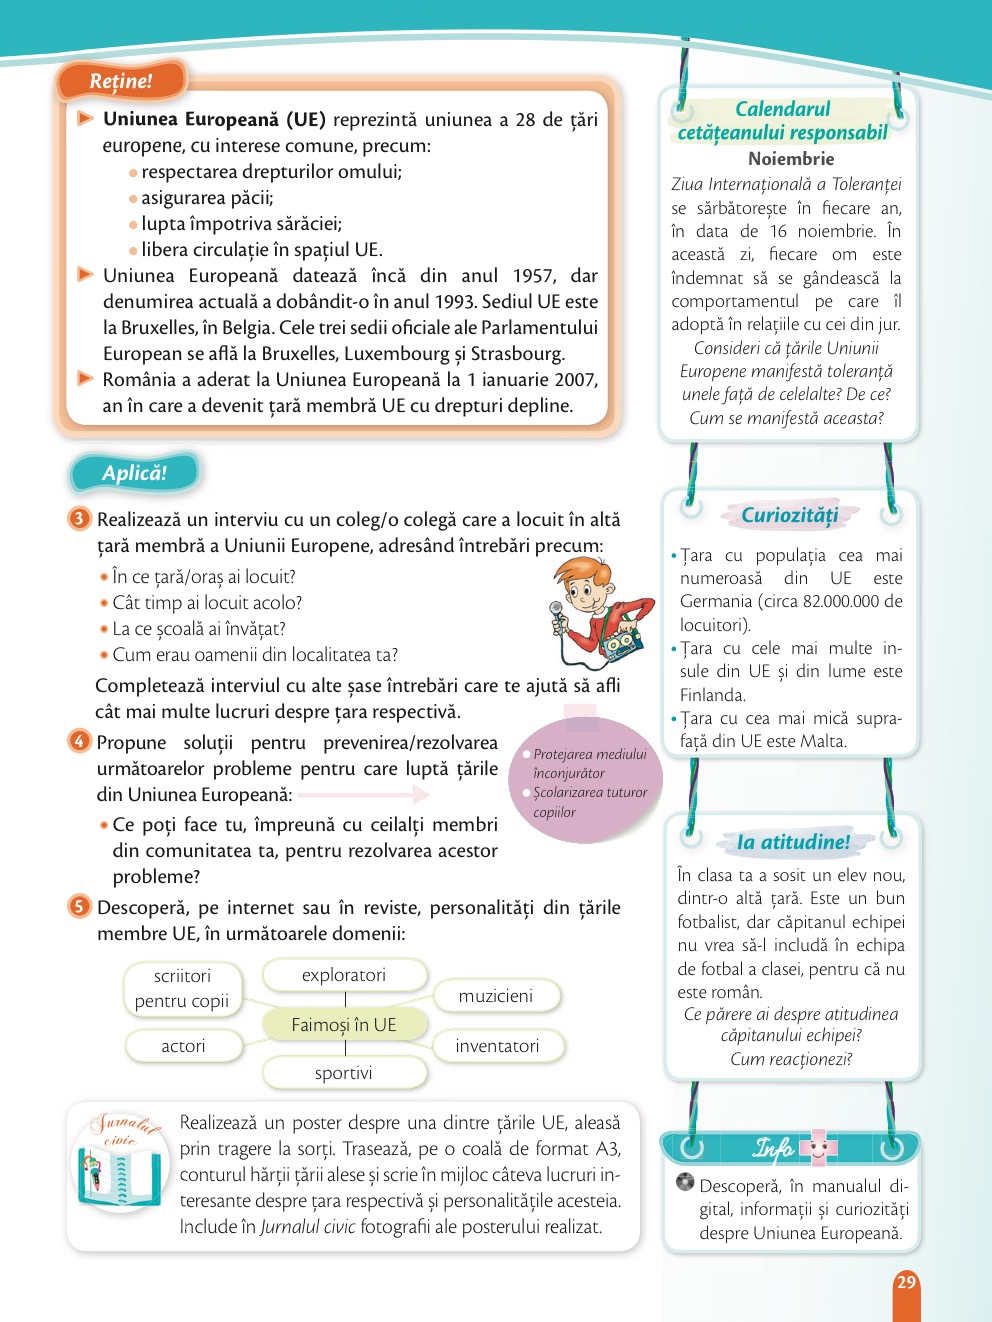 Reține!
Uniunea Europeană (UE) reprezintă uniunea a 28 de țări
europene, cu interese comune, precum:
• respectarea drepturilor omului;
• asigurarea păcii;
• lupta împotriva sărăciei;
• libera circulație în spațiul UE.
Uniunea Europeană datează încă din anul 1957, dar
denumirea actuală a dobândit-o în anul 1993. Sediul UE este
la Bruxelles, în Belgia. Cele trei sedii oficiale ale Parlamentului
European se află la Bruxelles, Luxembourg și Strasbourg.
România a aderat la Uniunea Europeană la 1 ianuarie 2007,
an în care a devenit țară membră UE cu drepturi depline.
Aplică!
3 Realizează un interviu cu un coleg/o colegă care a locuit în altă
țară membră a Uniunii Europene, adresând întrebări precum:
• În ce țară/oraș ai locuit?
• Cât timp ai locuit acolo?
• La ce școală ai învățat?
• Cum erau oamenii din localitatea ta?
Completează interviul cu alte șase întrebări care te ajută să afli
cât mai multe lucruri despre țara respectivă.
4 Propune soluții pentru prevenirea/rezolvarea
următoarelor probleme pentru care luptă țările
din Uniunea Europeană:
• Protejarea mediului
înconjurător
• Școlarizarea tuturor
copiilor
• Ce poți face tu, împreună cu ceilalți membri
din comunitatea ta, pentru rezolvarea acestor
probleme?
5 Descoperă, pe internet sau în reviste, personalități din țările
membre UE, în următoarele domenii:
scriitori
pentru copii
exploratori
muzicieni
Faimoși în UE
actori
inventatori
sportivi
Jurnalul
civic
Realizează un poster despre una dintre țările UE, aleasă
prin tragere la sorți. Trasează, pe o coală de format A3,
conturul hărții țării alese și scrie în mijloc câteva lucruri in-
teresante despre țara respectivă și personalitățile acesteia.
Include în Jurnalul civic fotografii ale posterului realizat.
Calendarul
cetățeanului responsabil
Noiembrie
Ziua Internațională a Toleranței
se sărbătorește în fiecare an,
în data de 16 noiembrie. În
această zi, fiecare om este
îndemnat să se gândească la
comportamentul pe care îl
adoptă în relațiile cu cei din jur.
Consideri că țările Uniunii
Europene manifestă toleranță
unele față de celelalte? De ce?
Cum se manifestă aceasta?
Curiozități
• Țara cu populația cea mai
numeroasă din UE este
Germania (circa 82.000.000 de
locuitori).
• Țara cu cele mai multe in-
sule din UE și din lume este
Finlanda.
• Țara cu cea mai mică supra-
față din UE este Malta.
Ia atitudine!
În clasa ta a sosit un elev nou,
dintr-o altă țară. Este un bun
fotbalist, dar căpitanul echipei
nu vrea să-l includă în echipa
de fotbal a clasei, pentru că nu
este român.
Ce părere ai despre atitudinea
căpitanului echipei?
Cum reacționezi?
Info
Descoperă, în manualul di-
gital, informații și curiozități
despre Uniunea Europeană.
29